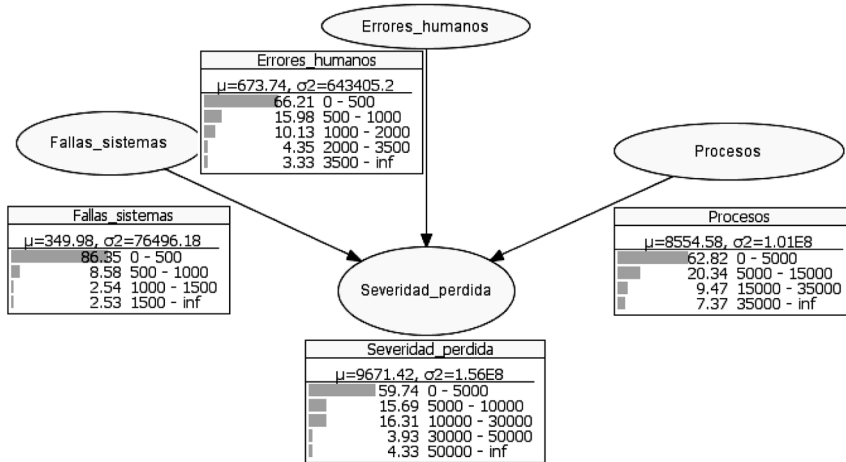 Errores_humanos
Errores_humanos
μ=673.74, σ2=643405.2
66.21 0 - 500
15.98 500 - 1000
10.13 1000 - 2000
4.35 2000 - 3500
3.33 3500 - inf
Fallas_sistemas
Procesos
Fallas_sistemas
μ=349.98, σ2=76496.18
86.35 0 - 500
8.58 500 - 1000
2.54 1000 - 1500
2.53 1500 - inf
Procesos
μ=8554.58, σ2=1.01E8
62.82 0 - 5000
20.34 5000 - 15000
9.47 15000 - 35000
7.37 35000 - inf
Severidad_perdida
Severidad_perdida
μ=9671.42, σ2=1.56E8
59.74 0 - 5000
15.69 5000 - 10000
16.31 10000 - 30000
3.93 30000 - 50000
4.33 50000 - inf